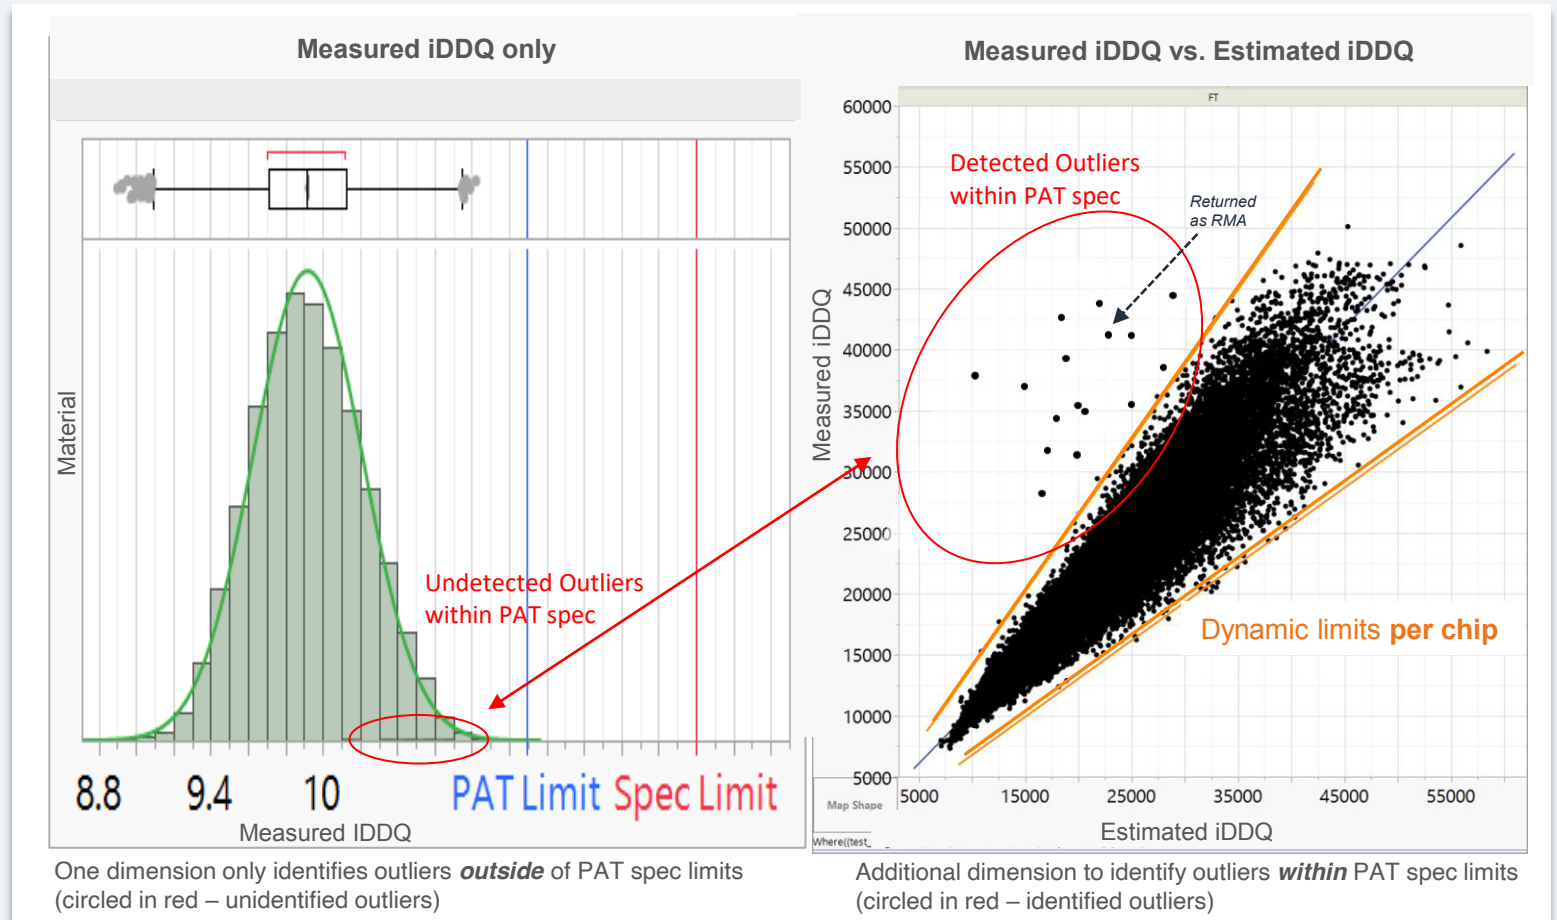 Measured iDDQ only
Material
Undetected Outliers
within PAT spec
8.8
9.4
10
PAT Limit
Spec Limit
Measured IDDQ
One dimension only identifies outliers outside of PAT spec limits
(circled in red – unidentified outliers)
Measured iDDQ vs. Estimated iDDQ
FT
60000
55000
50000
45000
40000
35000
30000
25000
20000
15000
10000
5000
Measured iDDQ
Detected Outliers
within PAT spec
Returned
as RMA
Dynamic limits per chip
Map Shape
5000
15000
25000
35000
45000
55000
Where((test_
Estimated iDDQ
Additional dimension to identify outliers within PAT spec limits
(circled in red – identified outliers)